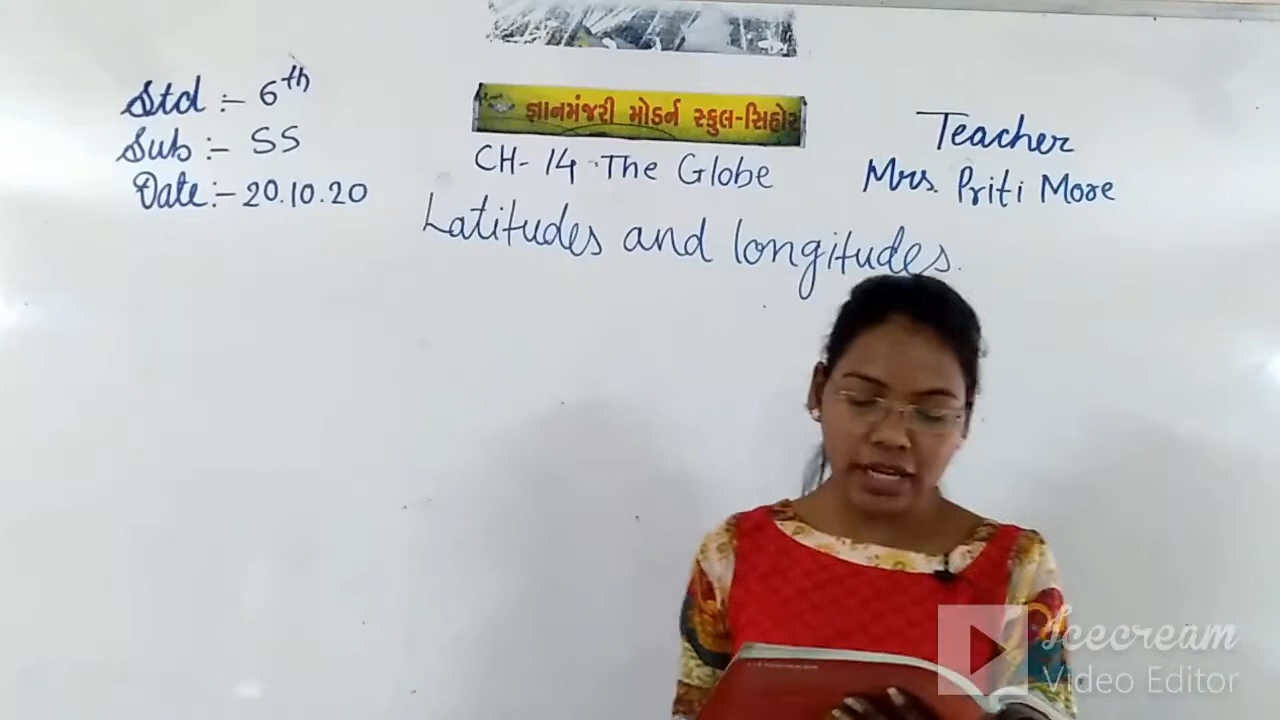 Std :- 6th
Sub :- SS
Date :- 20.10.20
જ્ઞાનમંજરી મોડર્ન સ્કુલ-સિહોર
CH- 14 The Globe
Latitudes and longitudes.
Teacher
Mrs. Priti More
Icecream
Video Editor